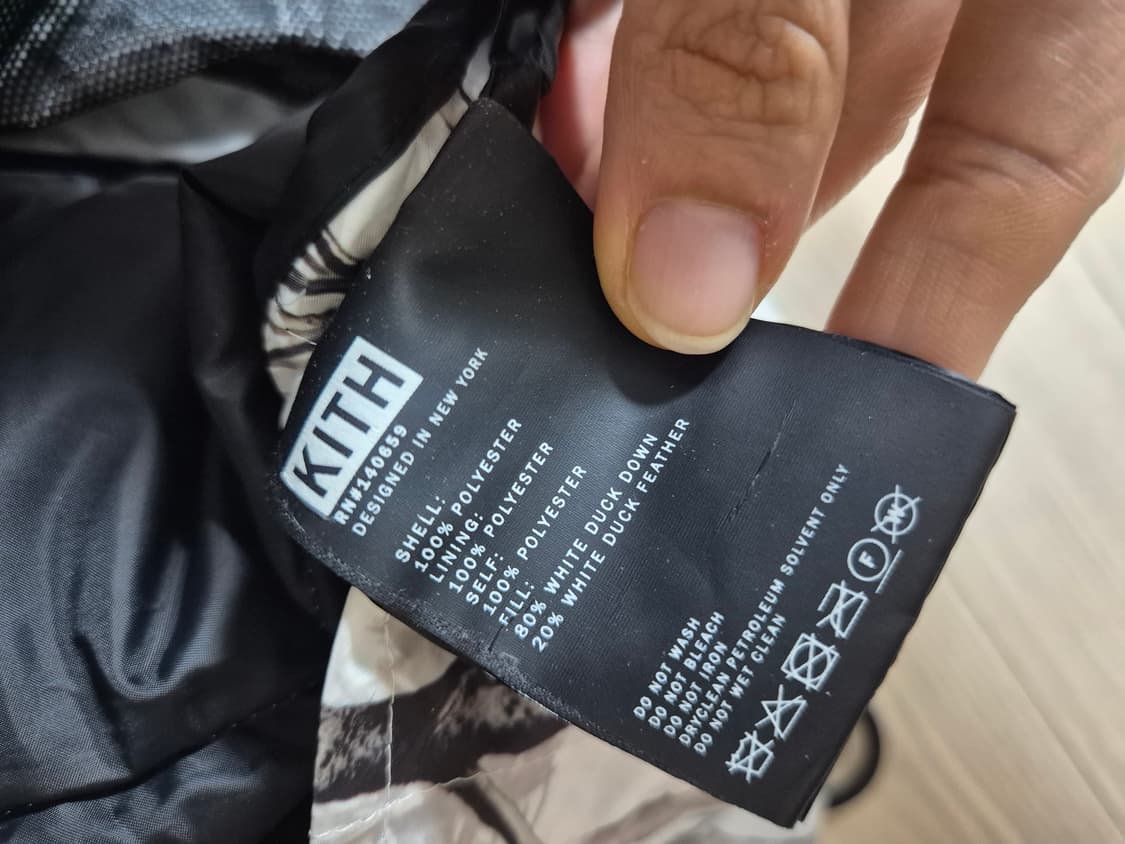 KITH
RN#140659
DESIGNED IN NEW YORK
SHELL:
100% POLYESTER
LINING:
100% POLYESTER
SELF:
100% POLYESTER
FILL:
80% WHITE DUCK DOWN
20% WHITE DUCK FEATHER
DO NOT WASH
DO NOT BLEACH
DO NOT IRON
DRYCLEAN PETROLEUM SOLVENT ONLY
DO NOT WET CLEAN
F
W